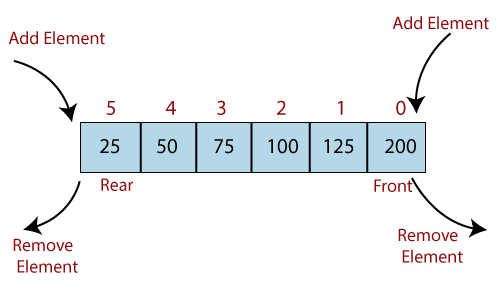 Add Element
Add Element
5 4 3 2 1 0
25 50 75 100 125 200
Rear
Front
Remove
Element
Remove
Element